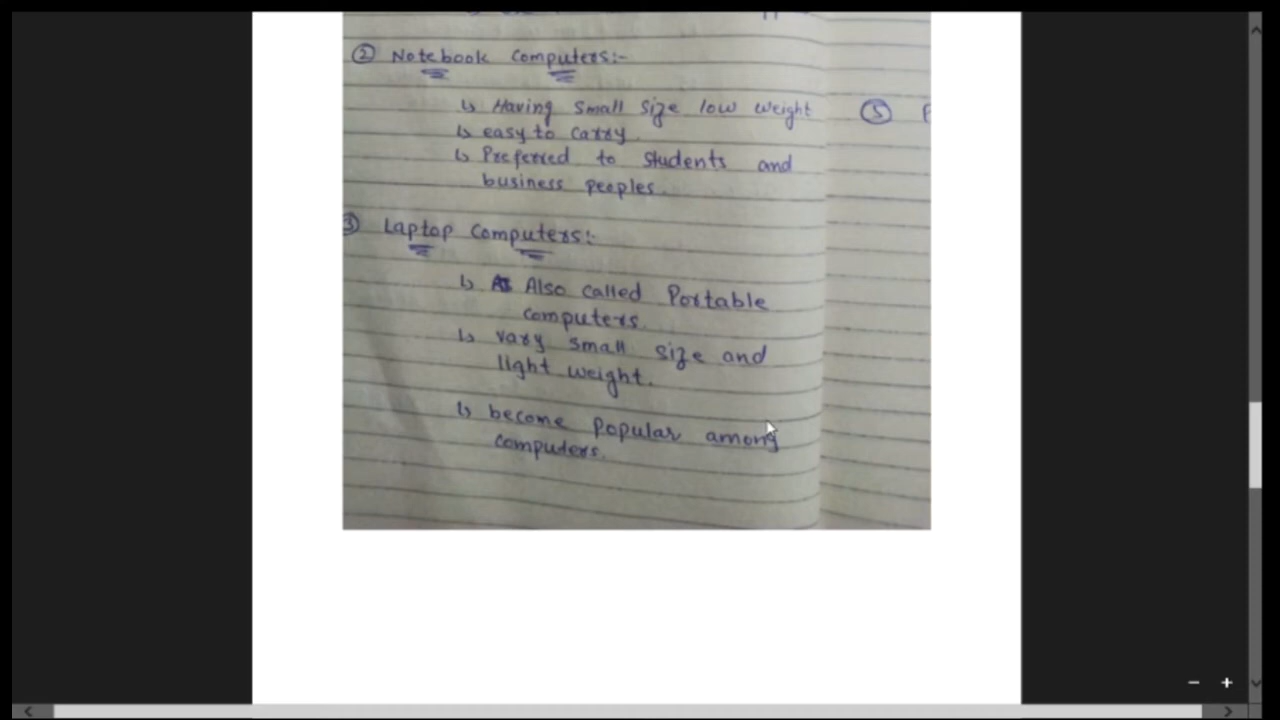 ② Notebook computers:-
↳ Having small size low weight
↳ easy to carry.
↳ Preferred to students and
business peoples.
③ Laptop computers:-
↳ Also called Portable
computers.
↳ vary small size and
light weight.
↳ become popular among
computers.
⑤